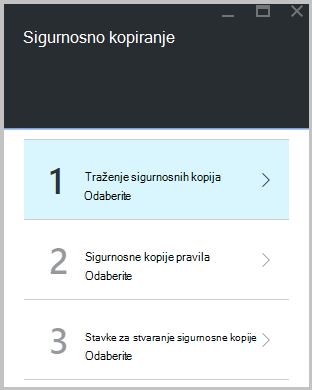 Sigurnosno kopiranje
1
Traženje sigurnosnih kopija
Odaberite
2
Sigurnosne kopije pravila
Odaberite
3
Stavke za stvaranje sigurnosne kopije
Odaberite